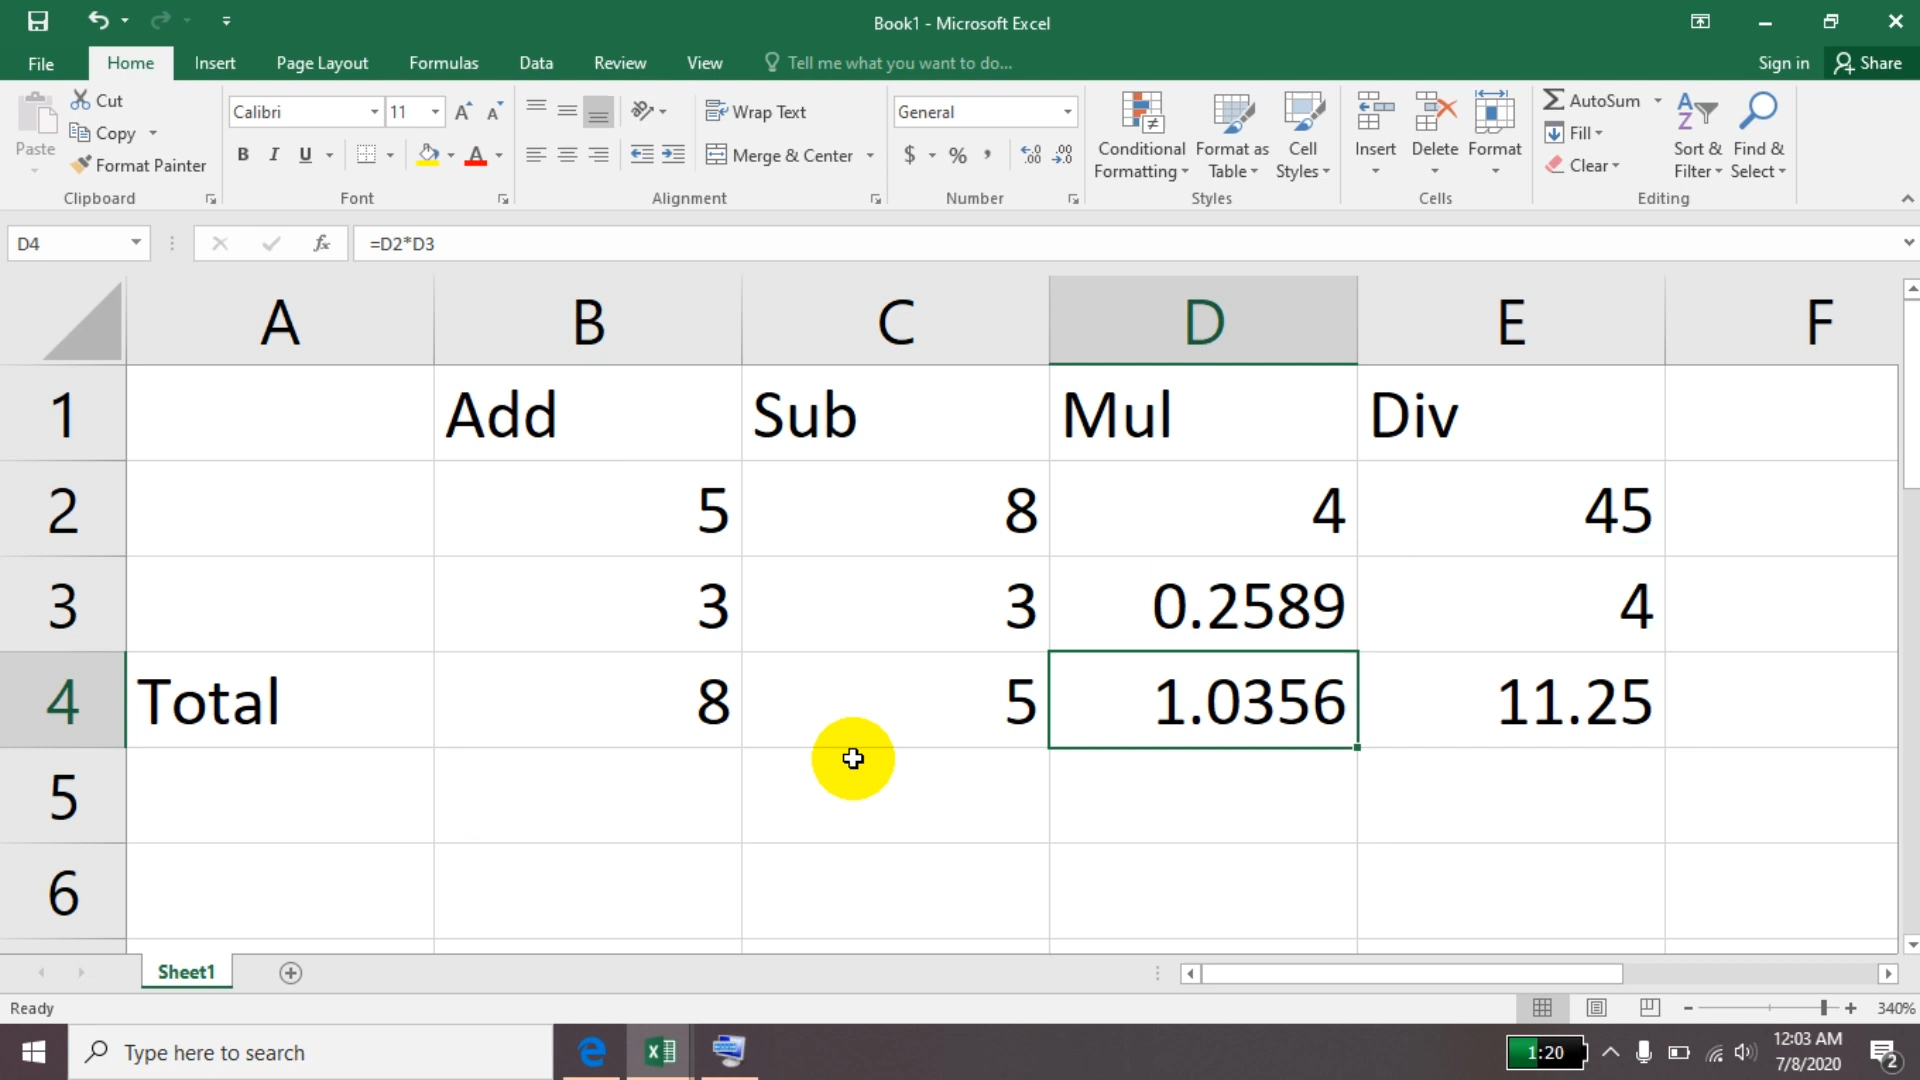 Book1 - Microsoft Excel
File Home Insert Page Layout Formulas Data Review View Tell me what you want to do... Sign in Share
Paste Cut Copy Format Painter Clipboard
Calibri 11 B I U A Font
Wrap Text Merge & Center Alignment
General $ % , Number
Conditional Formatting Format as Table Cell Styles Styles
Insert Delete Format Cells
AutoSum Fill Clear Sort & Filter Find & Select Editing
D4 fx =D2*D3
A B C D E F
1 Add Sub Mul Div
2 5 8 4 45
3 3 3 0.2589 4
4 Total 8 5 1.0356 11.25
5
6
Sheet1
Ready 340%
Type here to search 1:20 12:03 AM
7/8/2020 2